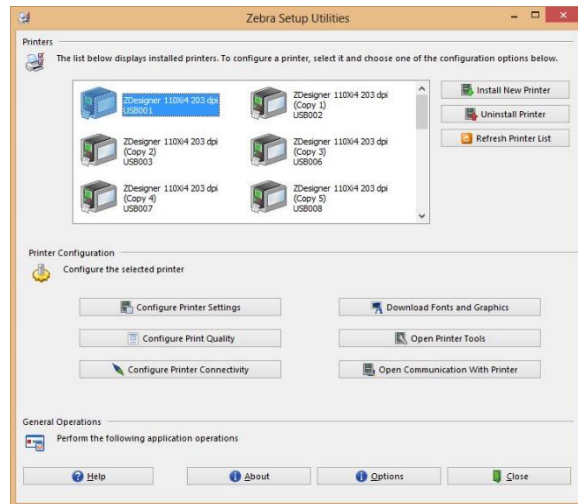 Zebra Setup Utilities
Printers
The list below displays installed printers. To configure a printer, select it and choose one of the configuration options below.
ZDesigner 110Xi4 203 dpi
USB001
ZDesigner 110Xi4 203 dpi
(Copy 1)
USB002
ZDesigner 110Xi4 203 dpi
(Copy 2)
USB003
ZDesigner 110Xi4 203 dpi
(Copy 3)
USB006
ZDesigner 110Xi4 203 dpi
(Copy 4)
USB007
ZDesigner 110Xi4 203 dpi
(Copy 5)
USB008
Install New Printer
Uninstall Printer
Refresh Printer List
Printer Configuration
Configure the selected printer
Configure Printer Settings
Download Fonts and Graphics
Configure Print Quality
Open Printer Tools
Configure Printer Connectivity
Open Communication With Printer
General Operations
Perform the following application operations
Help
About
Options
Close